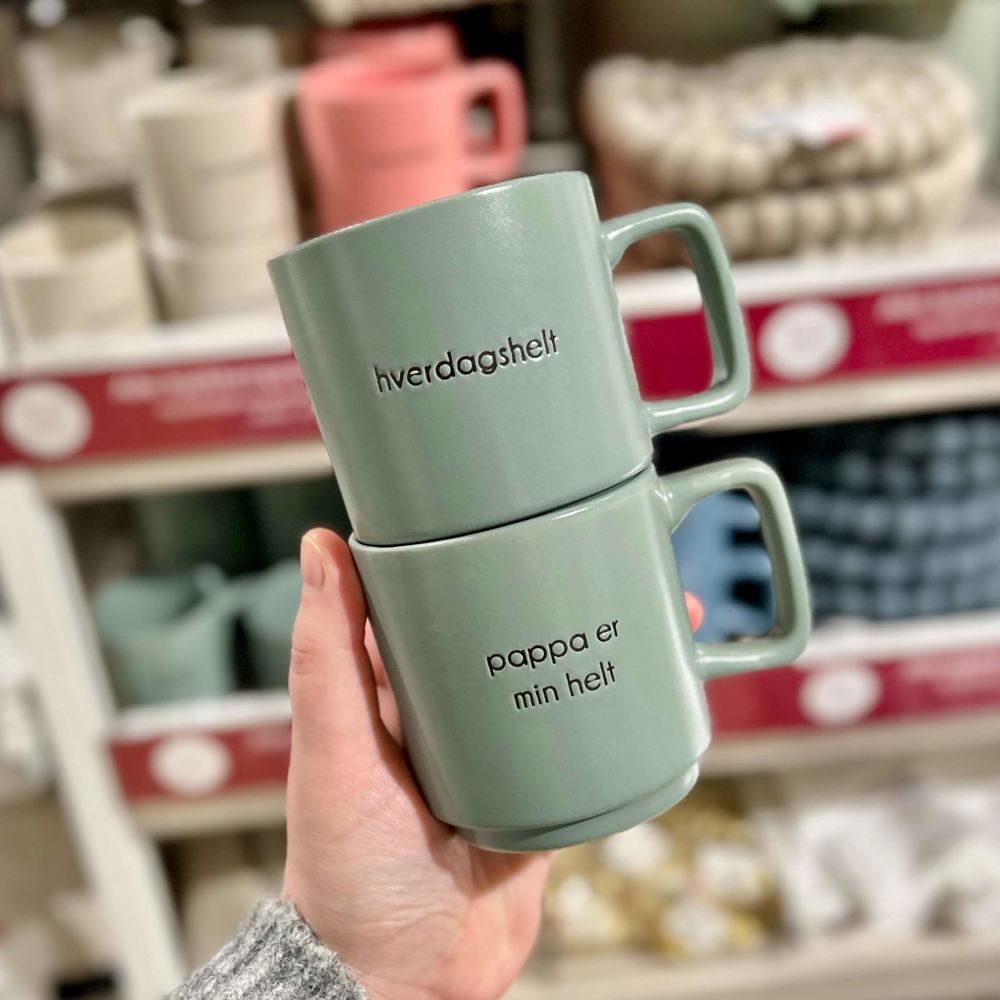 hverdagshelt
pappa er
min helt